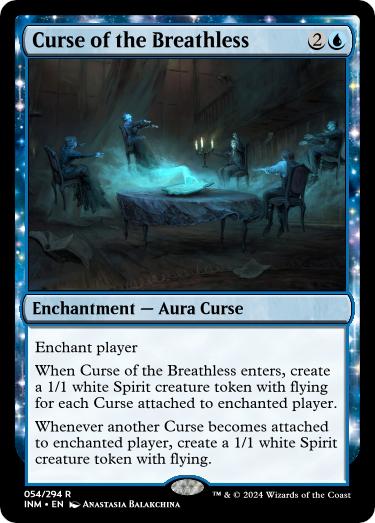 Curse of the Breathless 2
Enchantment — Aura Curse
Enchant player
When Curse of the Breathless enters, create
a 1/1 white Spirit creature token with flying
for each Curse attached to enchanted player.
Whenever another Curse becomes attached
to enchanted player, create a 1/1 white Spirit
creature token with flying.
054/294 R
INM • EN Anastasia Balakchina
™ & © 2024 Wizards of the Coast